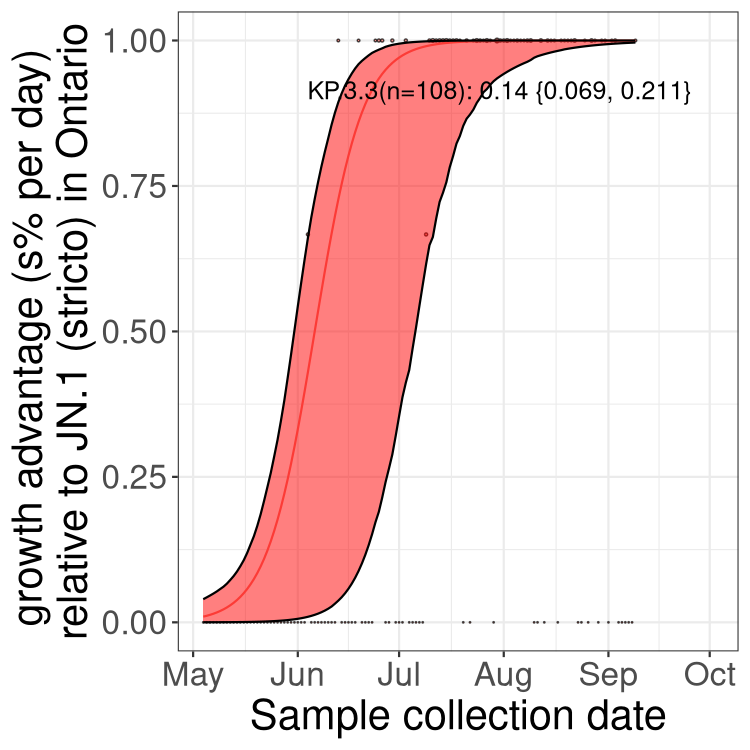 growth advantage (s% per day)
relative to JN.1 (stricto) in Ontario
1.00
0.75
0.50
0.25
0.00
KP.3.3(n=108): 0.14 {0.069, 0.211}
May Jun Jul Aug Sep Oct
Sample collection date